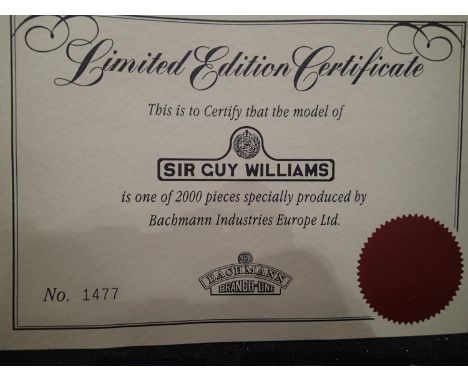 Limited Edition Certificate
This is to Certify that the model of
SIR GUY WILLIAMS
is one of 2000 pieces specially produced by
Bachmann Industries Europe Ltd.
BACHMANN
BRANCH-LINE
No. 1477